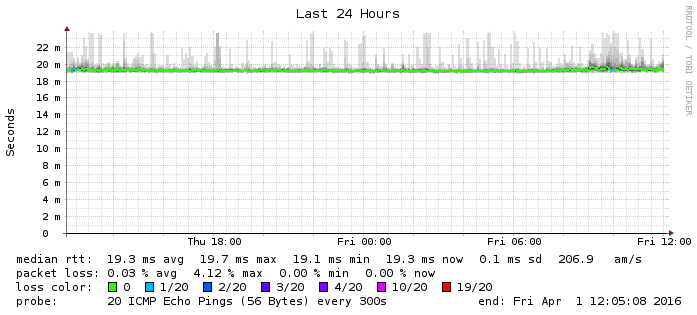 Last 24 Hours
RRDTOOL / TOBI OETIKER
Seconds
22 m
20 m
18 m
16 m
14 m
12 m
10 m
8 m
6 m
4 m
2 m
0
Thu 18:00 Fri 00:00 Fri 06:00 Fri 12:00
median rtt: 19.3 ms avg 19.7 ms max 19.1 ms min 19.3 ms now 0.1 ms sd 206.9 am/s
packet loss: 0.03 % avg 4.12 % max 0.00 % min 0.00 % now
loss color: 0 1/20 2/20 3/20 4/20 10/20 19/20
probe: 20 ICMP Echo Pings (56 Bytes) every 300s end: Fri Apr 1 12:05:08 2016